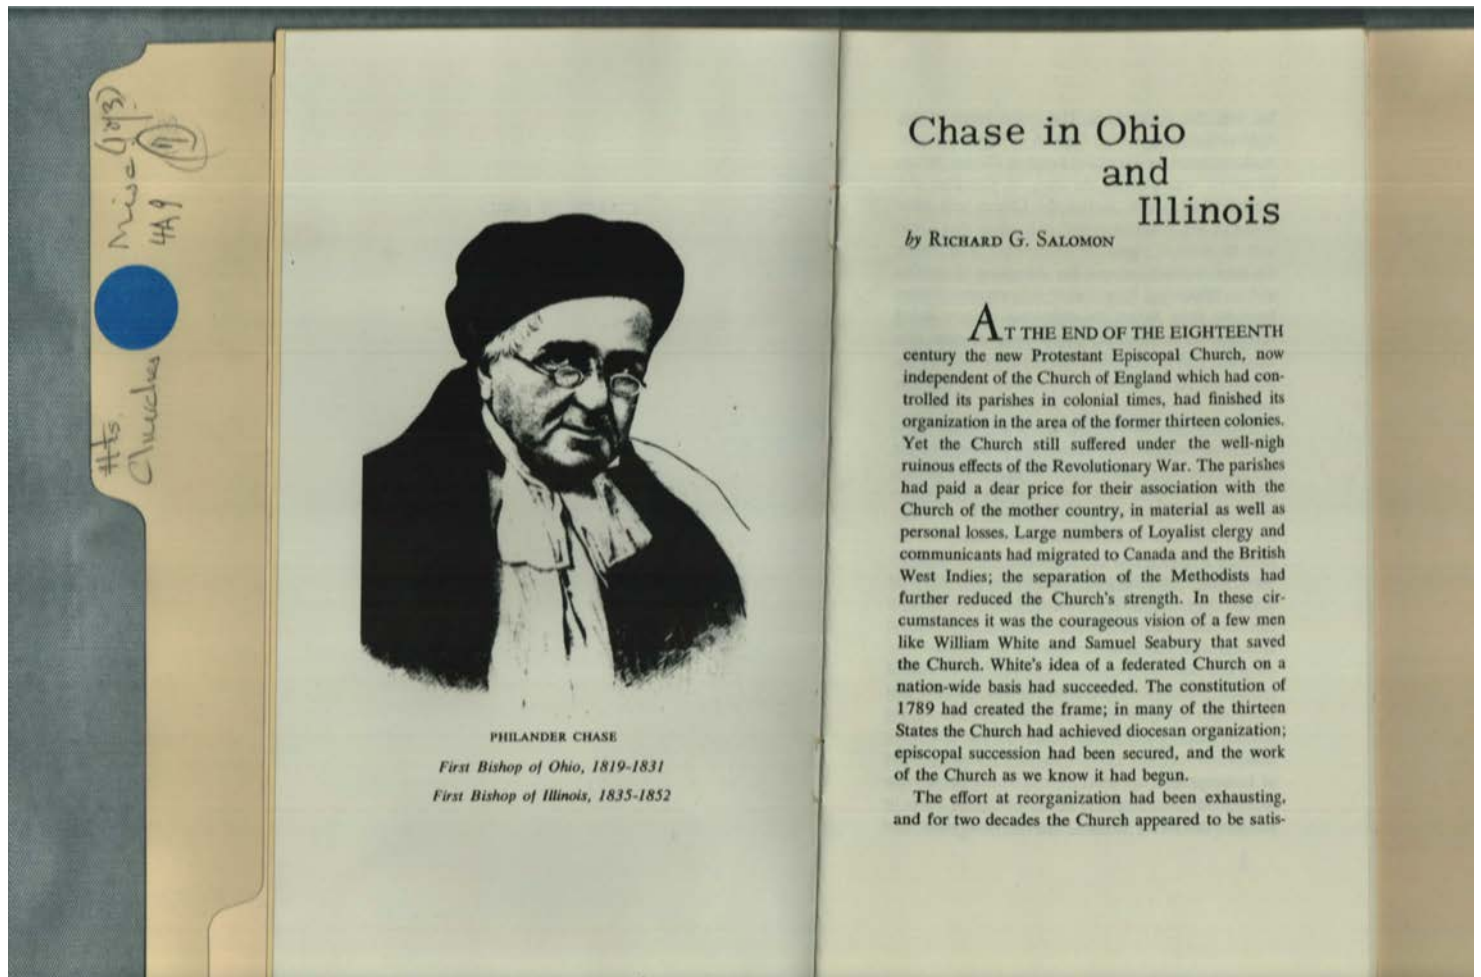 Misc (1 of 3)
4A9
Hts
Churches
PHILANDER CHASE
First Bishop of Ohio, 1819-1831
First Bishop of Illinois, 1835-1852
Chase in Ohio
and
Illinois
by RICHARD G. SALOMON
AT THE END OF THE EIGHTEENTH
century the new Protestant Episcopal Church, now
independent of the Church of England which had con-
trolled its parishes in colonial times, had finished its
organization in the area of the former thirteen colonies.
Yet the Church still suffered under the well-nigh
ruinous effects of the Revolutionary War. The parishes
had paid a dear price for their association with the
Church of the mother country, in material as well as
personal losses. Large numbers of Loyalist clergy and
communicants had migrated to Canada and the British
West Indies; the separation of the Methodists had
further reduced the Church's strength. In these cir-
cumstances it was the courageous vision of a few men
like William White and Samuel Seabury that saved
the Church. White's idea of a federated Church on a
nation-wide basis had succeeded. The constitution of
1789 had created the frame; in many of the thirteen
States the Church had achieved diocesan organization;
episcopal succession had been secured, and the work
of the Church as we know it had begun.
The effort at reorganization had been exhausting,
and for two decades the Church appeared to be satis-